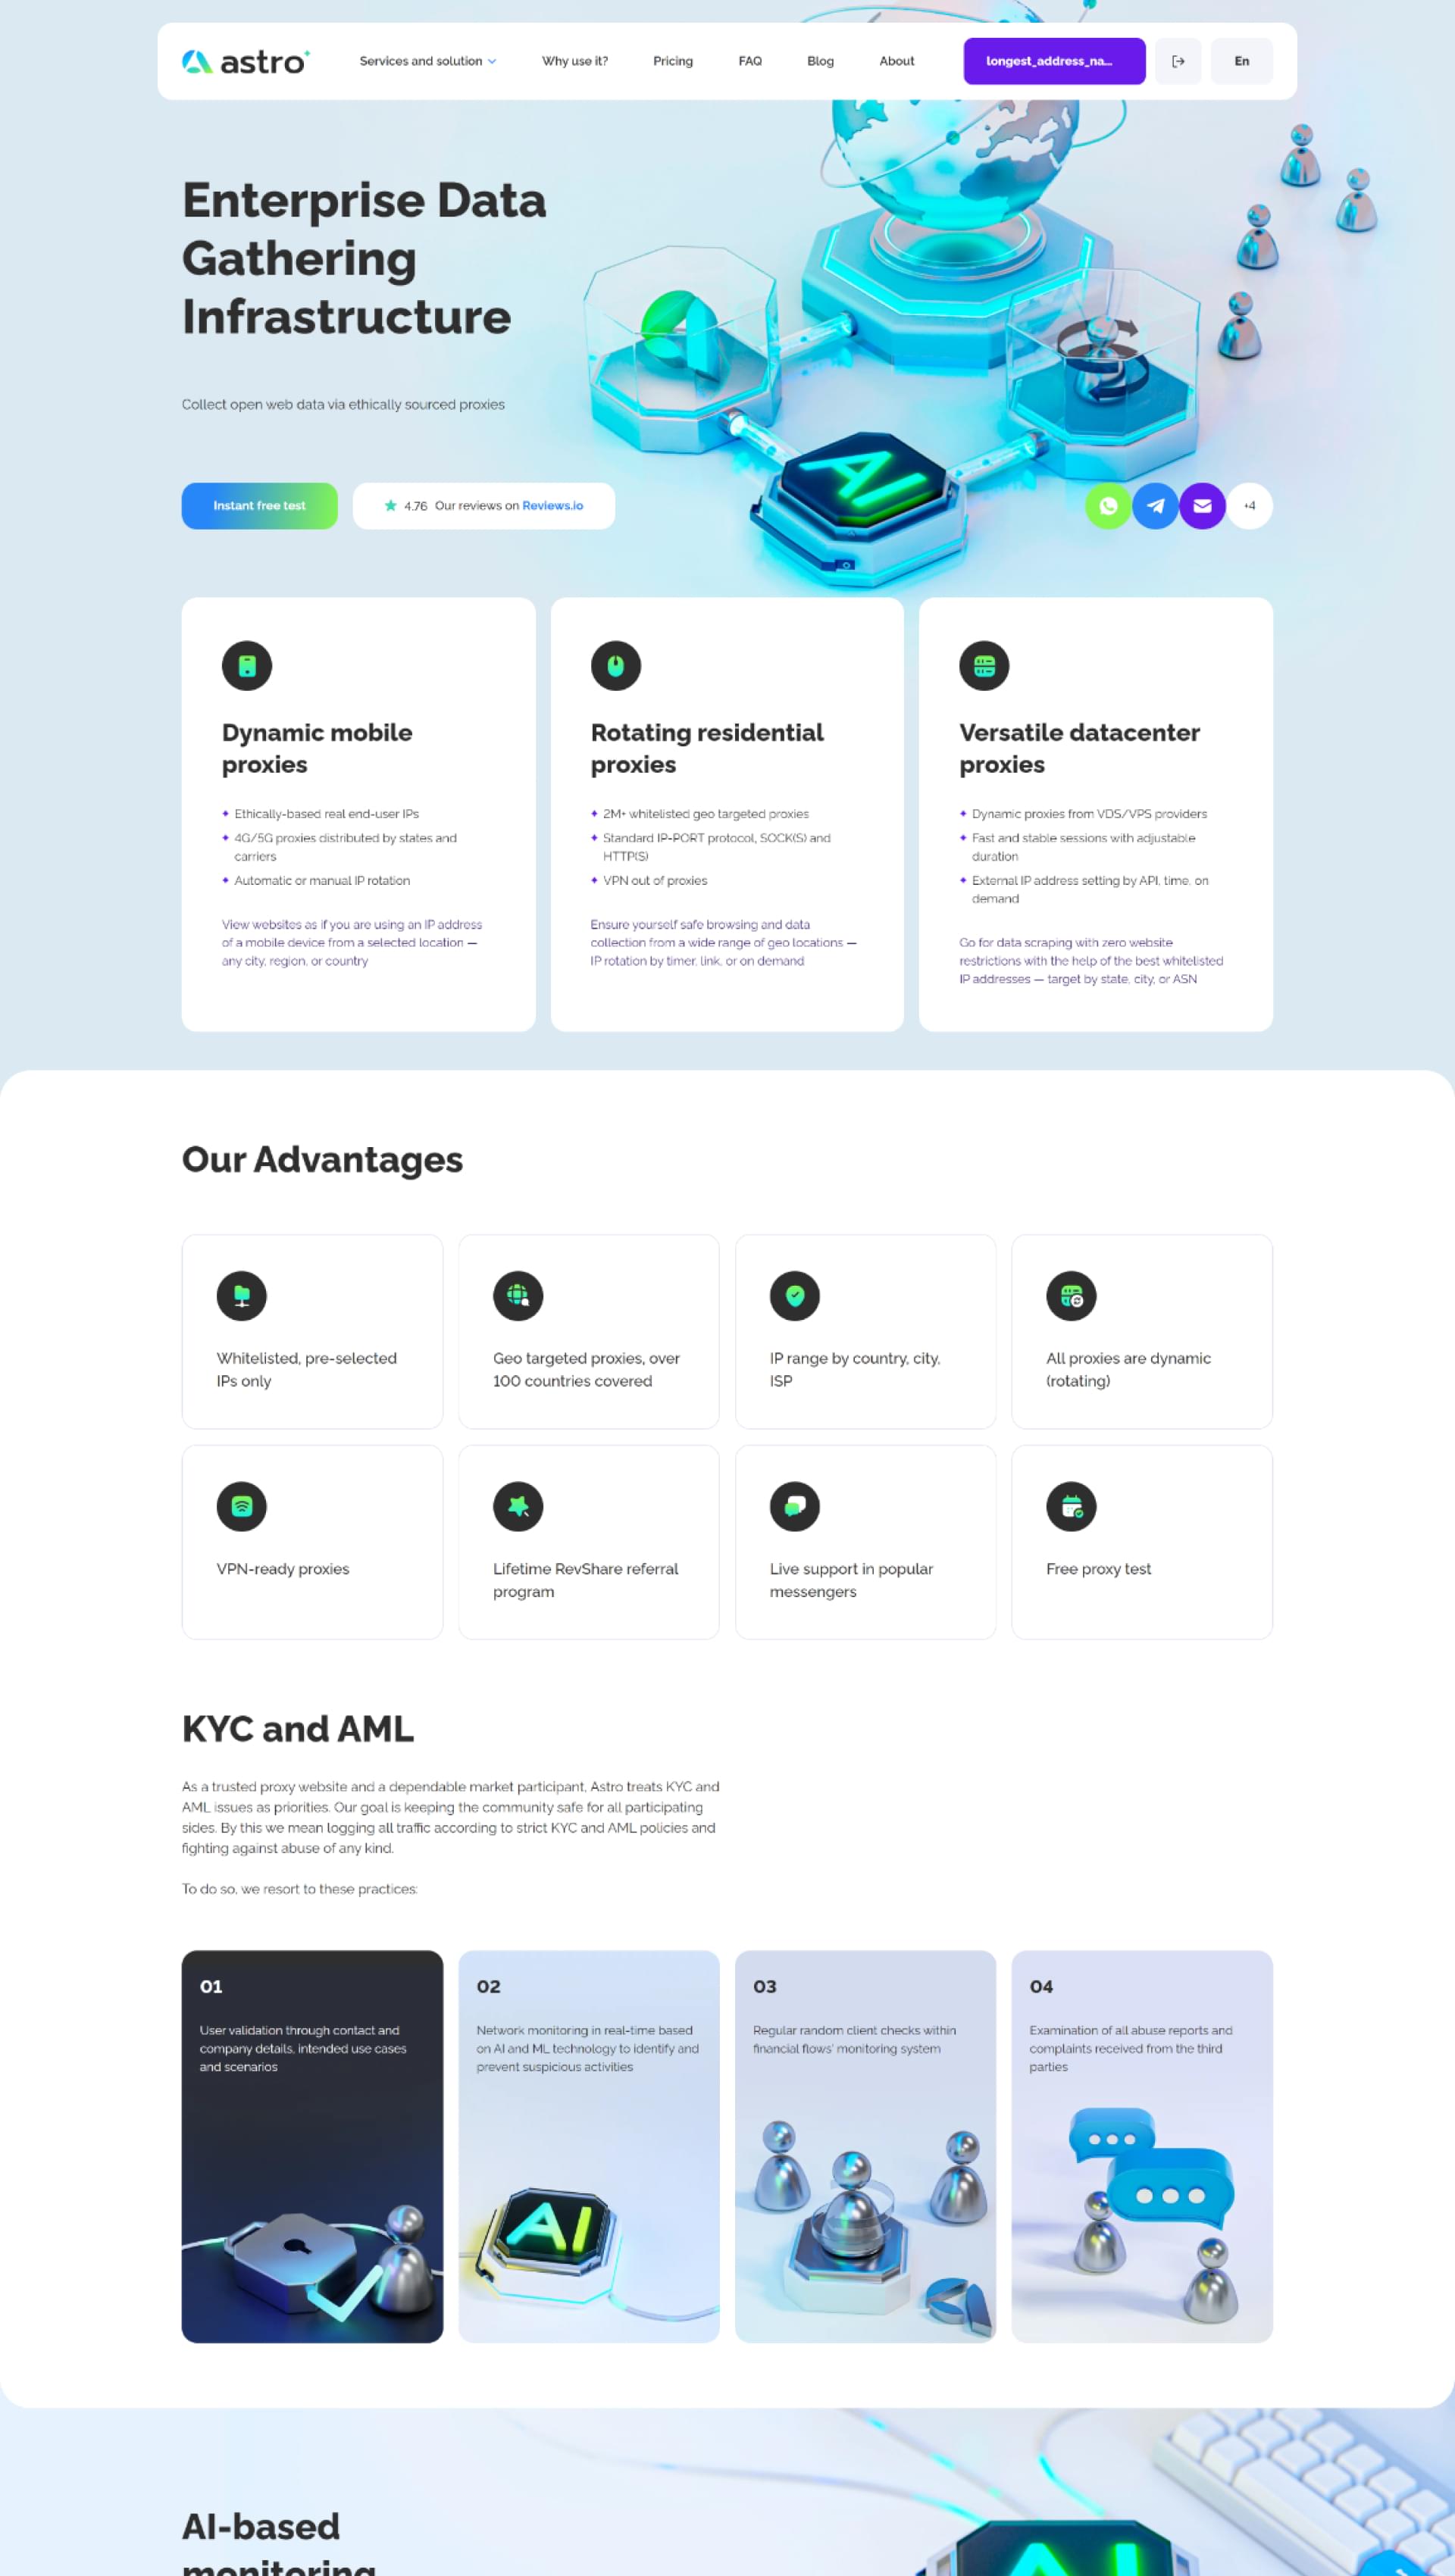 astro
Services and solution
Why use it?
Pricing
FAQ
Blog
About
longest_address_na...
En
Enterprise Data
Gathering
Infrastructure
Collect open web data via ethically sourced proxies
Instant free test
4.76 Our reviews on Reviews.io
+4
AI
Dynamic mobile
proxies
Ethically-based real end-user IPs
4G/5G proxies distributed by states and
carriers
Automatic or manual IP rotation
View websites as if you are using an IP address
of a mobile device from a selected location —
any city, region, or country
Rotating residential
proxies
2M+ whitelisted geo targeted proxies
Standard IP-PORT protocol, SOCK(S) and
HTTP(S)
VPN out of proxies
Ensure yourself safe browsing and data
collection from a wide range of geo locations —
IP rotation by timer, link, or on demand
Versatile datacenter
proxies
Dynamic proxies from VDS/VPS providers
Fast and stable sessions with adjustable
duration
External IP address setting by API, time, on
demand
Go for data scraping with zero website
restrictions with the help of the best whitelisted
IP addresses — target by state, city, or ASN
Our Advantages
Whitelisted, pre-selected
IPs only
Geo targeted proxies, over
100 countries covered
IP range by country, city,
ISP
All proxies are dynamic
(rotating)
VPN-ready proxies
Lifetime RevShare referral
program
Live support in popular
messengers
Free proxy test
KYC and AML
As a trusted proxy website and a dependable market participant, Astro treats KYC and
AML issues as priorities. Our goal is keeping the community safe for all participating
sides. By this we mean logging all traffic according to strict KYC and AML policies and
fighting against abuse of any kind.
To do so, we resort to these practices:
01
User validation through contact and
company details, intended use cases
and scenarios
02
Network monitoring in real-time based
on AI and ML technology to identify and
prevent suspicious activities
AI
03
Regular random client checks within
financial flows' monitoring system
04
Examination of all abuse reports and
complaints received from the third
parties
AI-based
monitoring
AI